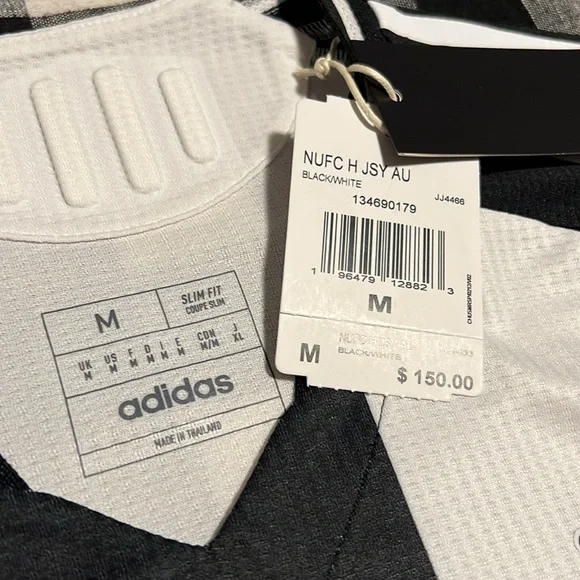 NUFC H JSY AU
BLACK/WHITE
134690179
JJ4466
1 96479 12882 3
M
M
BLACK/WHITE
$ 150.00
M
SLIM FIT
COUPE SLIM
UK US F D I E CDN J
M M M M M M M/M XL
adidas
MADE IN THAILAND